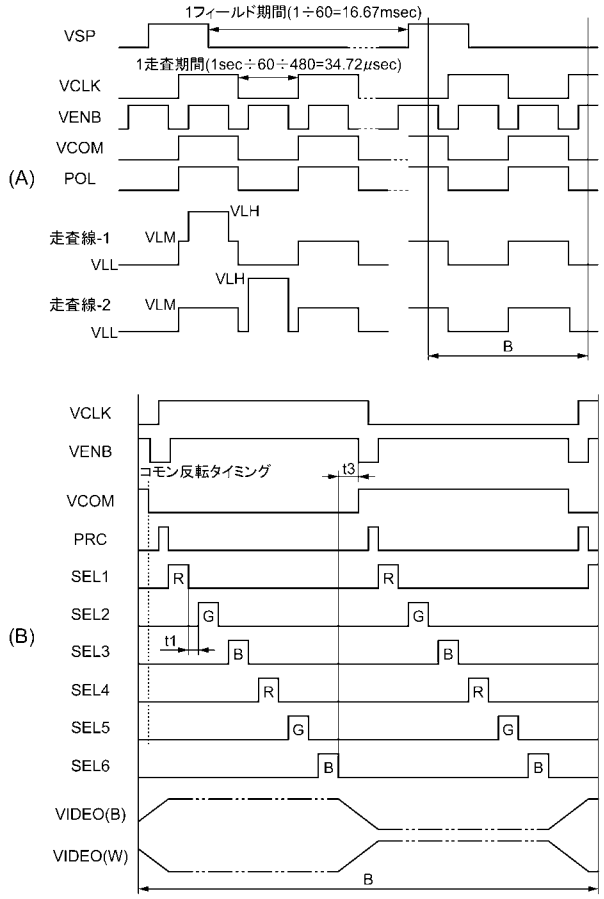 1フィールド期間(1÷60=16.67msec)
VSP
1走査期間(1sec÷60÷480=34.72μsec)
VCLK
VENB
VCOM
(A)
POL
VLH
走査線-1
VLM
VLL
VLH
走査線-2
VLM
VLL
B
VCLK
VENB
コモン反転タイミング
t3
VCOM
PRC
SEL1
R
R
SEL2
G
G
(B)
t1
SEL3
B
B
SEL4
R
R
SEL5
G
G
SEL6
B
B
VIDEO(B)
VIDEO(W)
B